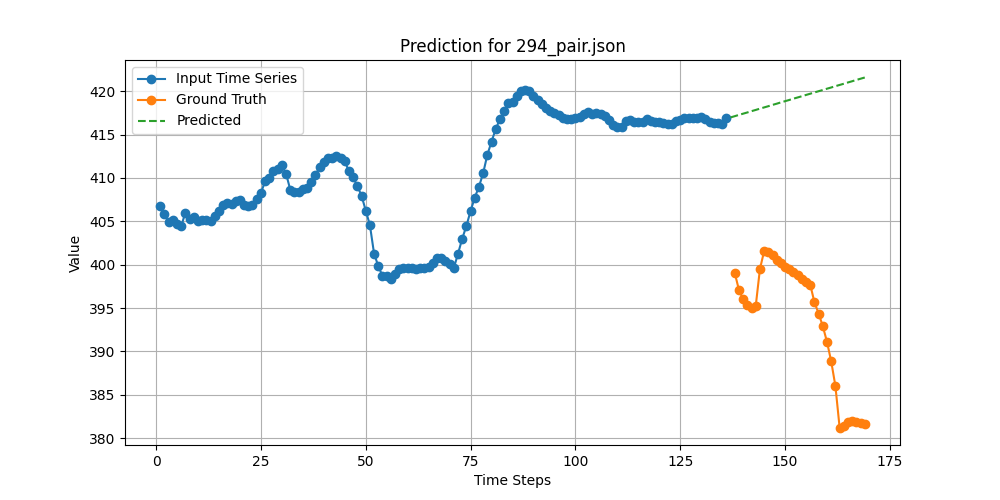 Prediction for 294_pair.json
Input Time Series
Ground Truth
Predicted
Value
420
415
410
405
400
395
390
385
380
0 25 50 75 100 125 150 175
Time Steps